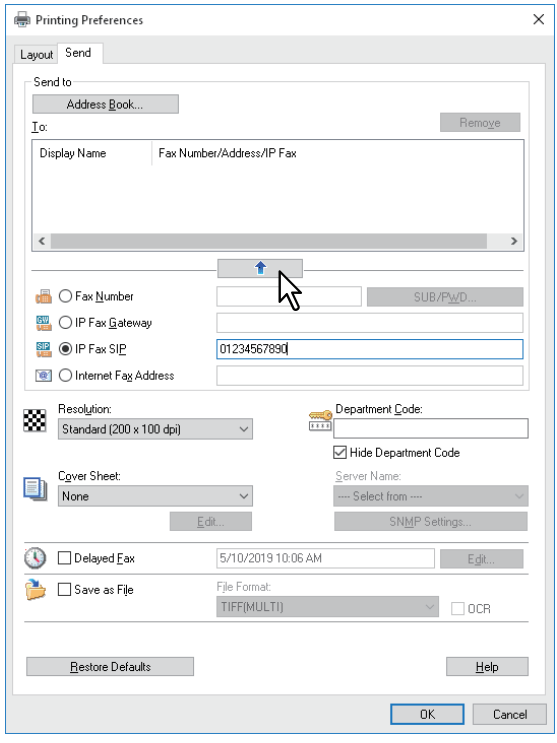 Printing Preferences
Layout Send
Send to
Address Book...
Remove
To:
Display Name Fax Number/Address/IP Fax
Fax Number SUB/PWD...
GW IP Fax Gateway
SIP IP Fax SIP 01234567890
Internet Fax Address
Resolution: Department Code:
Standard (200 x 100 dpi)
Hide Department Code
Cover Sheet: Server Name:
None ---- Select from ----
Edit... SNMP Settings...
Delayed Fax 5/10/2019 10:06 AM Edit...
Save as File File Format:
TIFF(MULTI) OCR
Restore Defaults Help
OK Cancel